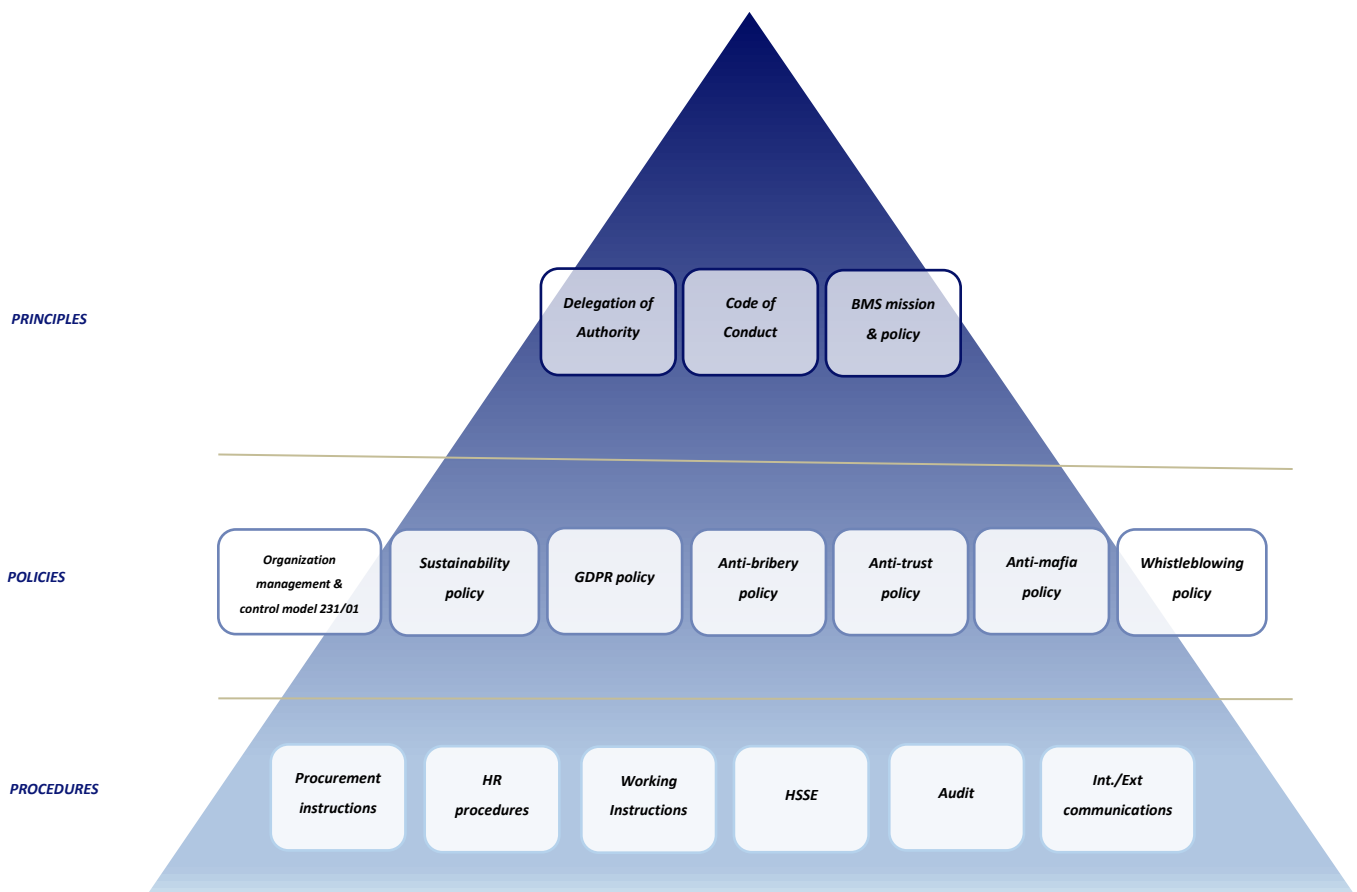 PRINCIPLES
Delegation of
Authority
Code of
Conduct
BMS mission
& policy
POLICIES
Organization
management &
control model 231/01
Sustainability
policy
GDPR policy
Anti-bribery
policy
Anti-trust
policy
Anti-mafia
policy
Whistleblowing
policy
PROCEDURES
Procurement
instructions
HR
procedures
Working
Instructions
HSSE
Audit
Int./Ext
communications